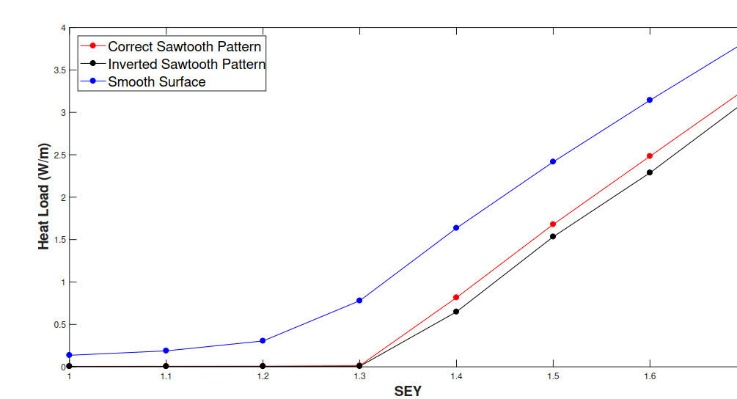 4
3.5
3
2.5
2
1.5
1
0.5
0
Correct Sawtooth Pattern
Inverted Sawtooth Pattern
Smooth Surface
Heat Load (W/m)
1 1.1 1.2 1.3 1.4 1.5 1.6
SEY